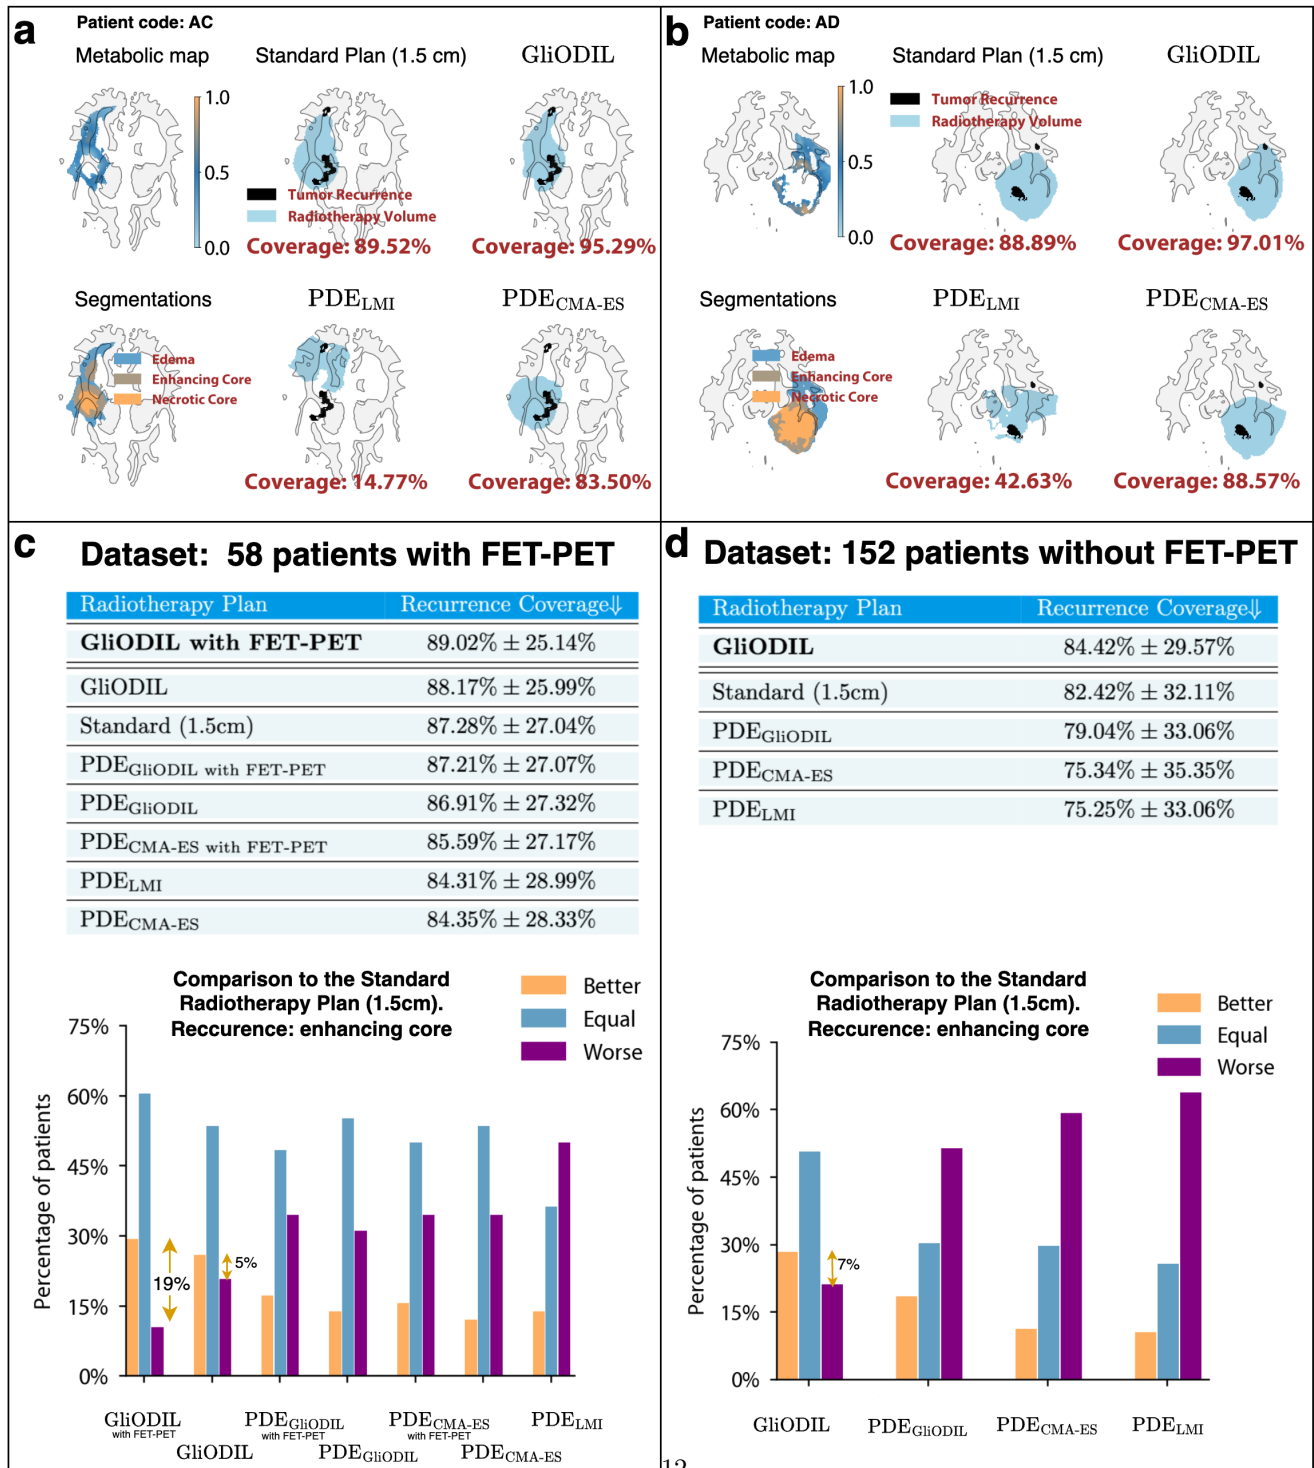 a
Patient code: AC
Metabolic map
Standard Plan (1.5 cm)
GliODIL
1.0
0.5
0.0
Tumor Recurrence
Radiotherapy Volume
Coverage: 89.52%
Coverage: 95.29%
Segmentations
PDELMI
PDECMA-ES
Edema
Enhancing Core
Necrotic Core
Coverage: 14.77%
Coverage: 83.50%
b
Patient code: AD
Metabolic map
Standard Plan (1.5 cm)
GliODIL
1.0
0.5
0.0
Tumor Recurrence
Radiotherapy Volume
Coverage: 88.89%
Coverage: 97.01%
Segmentations
PDELMI
PDECMA-ES
Edema
Enhancing Core
Necrotic Core
Coverage: 42.63%
Coverage: 88.57%
c
Dataset: 58 patients with FET-PET
Radiotherapy Plan Recurrence Coverage⇓
GliODIL with FET-PET 89.02% ± 25.14%
GliODIL 88.17% ± 25.99%
Standard (1.5cm) 87.28% ± 27.04%
PDEGliODIL with FET-PET 87.21% ± 27.07%
PDEGliODIL 86.91% ± 27.32%
PDECMA-ES with FET-PET 85.59% ± 27.17%
PDELMI 84.31% ± 28.99%
PDECMA-ES 84.35% ± 28.33%
Comparison to the Standard
Radiotherapy Plan (1.5cm).
Reccurence: enhancing core
Better
Equal
Worse
Percentage of patients
75%
60%
45%
30%
15%
0%
19%
5%
GliODIL
with FET-PET
GliODIL
PDEGliODIL
with FET-PET
PDEGliODIL
PDECMA-ES
with FET-PET
PDECMA-ES
PDELMI
d
Dataset: 152 patients without FET-PET
Radiotherapy Plan Recurrence Coverage⇓
GliODIL 84.42% ± 29.57%
Standard (1.5cm) 82.42% ± 32.11%
PDEGliODIL 79.04% ± 33.06%
PDECMA-ES 75.34% ± 35.35%
PDELMI 75.25% ± 33.06%
Comparison to the Standard
Radiotherapy Plan (1.5cm).
Reccurence: enhancing core
Better
Equal
Worse
Percentage of patients
75%
60%
45%
30%
15%
0%
7%
GliODIL
PDEGliODIL
PDECMA-ES
PDELMI